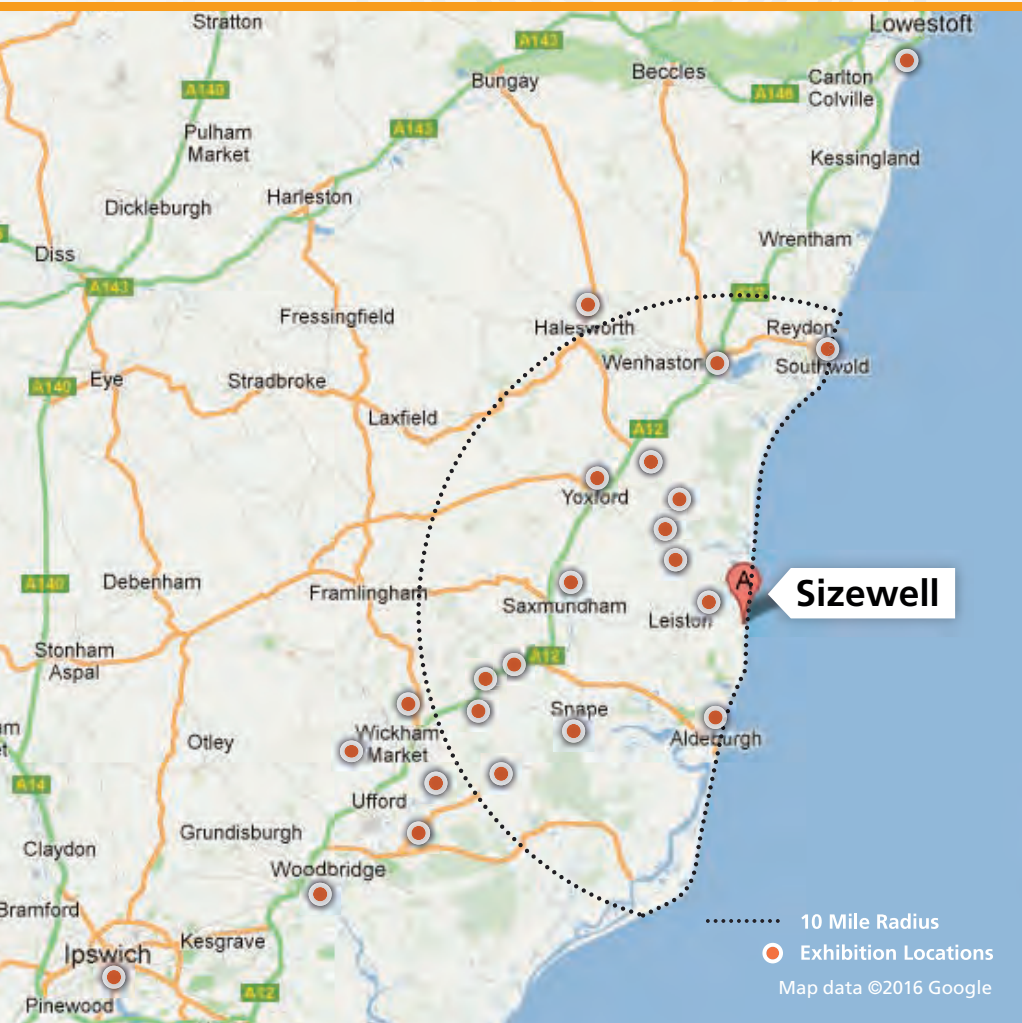 Stratton
Lowestoft
A143
Bungay
Beccles
Carlton
Colville
A140
A146
A143
Pulham
Market
Kessingland
Harleston
Dickleburgh
Wrentham
Diss
A143
A12
Fressingfield
Halesworth
Reydon
Wenhaston
Southwold
A140
Eye
Stradbroke
Laxfield
A12
Yoxford
A140
Debenham
Framlingham
Saxmundham
Leiston
A
Sizewell
Stonham
Aspal
A12
Snape
Aldeburgh
Otley
Wickham
Market
A14
Ufford
Grundisburgh
Claydon
Woodbridge
Bramford
Kesgrave
Ipswich
A12
Pinewood
10 Mile Radius
Exhibition Locations
Map data ©2016 Google